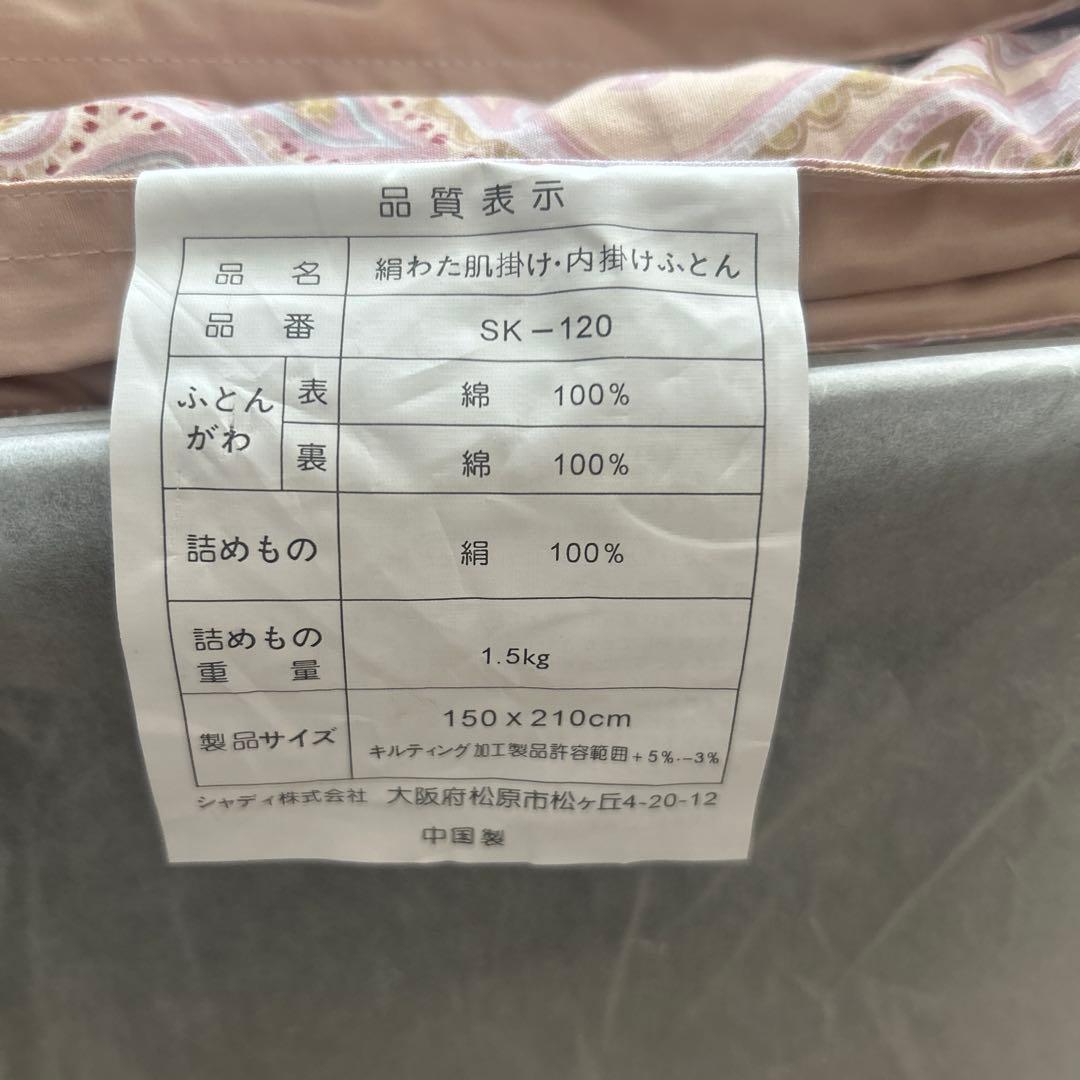 品質表示
品名 絹わた肌掛け・内掛けふとん
品番 SK－120
ふとんがわ 表 綿 100%
裏 綿 100%
詰めもの 絹 100%
詰めもの重量 1.5kg
製品サイズ 150×210cm
キルティング加工製品許容範囲+5%.−3%
シャディ株式会社 大阪府松原市松ヶ丘4-20-12
中国製